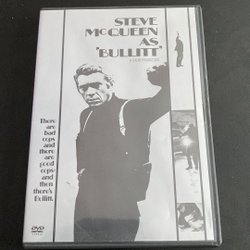 STEVE
McQUEEN
AS
'BULLITT'
There
are
bad
cops
and there
are good
cops—and
then
there's
Bullitt.
DVD